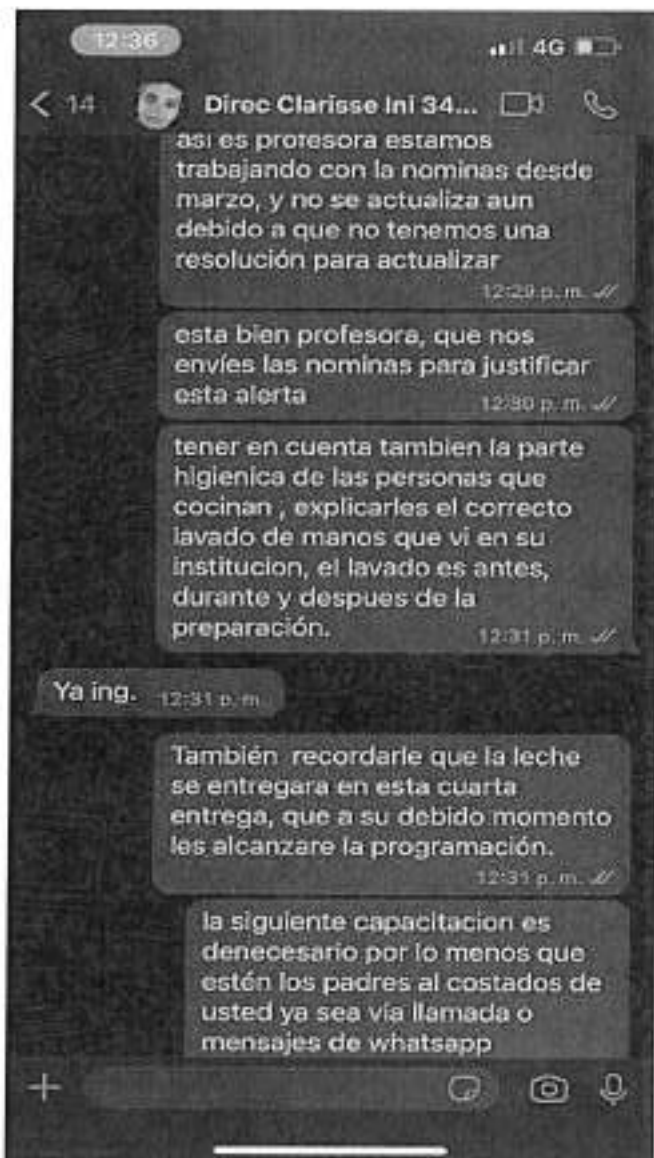 12:36
4G
14 Direc Clarisse Ini 34...
asi es profesora estamos
trabajando con la nominas desde
marzo, y no se actualiza aun
debido a que no tenemos una
resolución para actualizar
12:29 p. m.
esta bien profesora, que nos
envíes las nominas para justificar
esta alerta
12:30 p. m.
tener en cuenta tambien la parte
higienica de las personas que
cocinan , explicarles el correcto
lavado de manos que vi en su
institucion, el lavado es antes,
durante y despues de la
preparación.
12:31 p. m.
Ya ing. 12:31 p. m.
También recordarle que la leche
se entregara en esta cuarta
entrega, que a su debido momento
les alcanzare la programación.
12:31 p. m.
la siguiente capacitacion es
denecesario por lo menos que
estén los padres al costados de
usted ya sea vía llamada o
mensajes de whatsapp